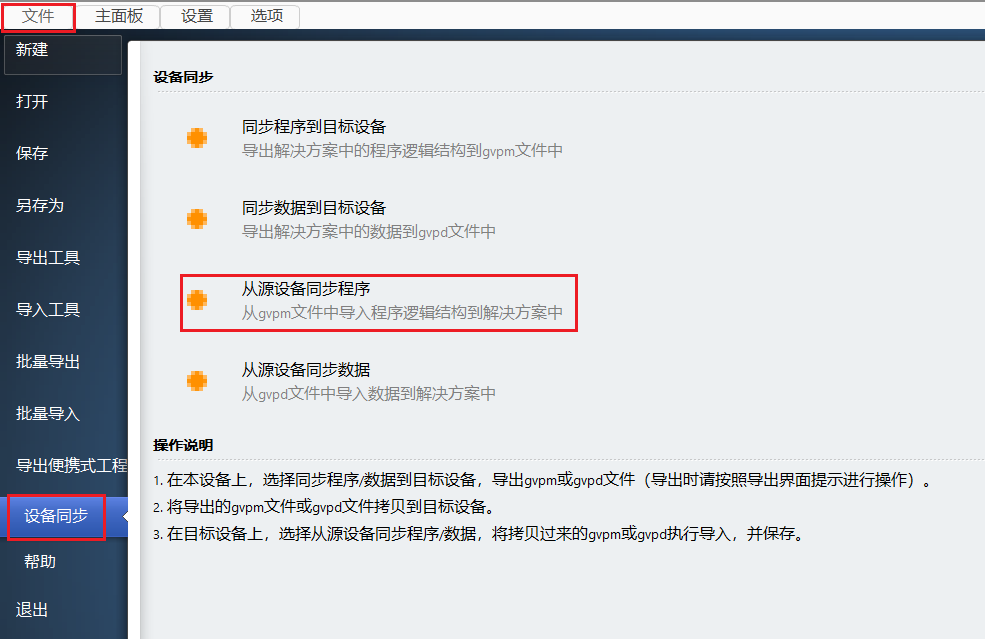 文件 主面板 设置 选项
新建
打开
保存
另存为
导出工具
导入工具
批量导出
批量导入
导出便携式工程
设备同步
帮助
退出
设备同步
同步程序到目标设备
导出解决方案中的程序逻辑结构到gvpm文件中
同步数据到目标设备
导出解决方案中的数据到gvpd文件中
从源设备同步程序
从gvpm文件中导入程序逻辑结构到解决方案中
从源设备同步数据
从gvpd文件中导入数据到解决方案中
操作说明
1. 在本设备上，选择同步程序/数据到目标设备，导出gvpm或gvpd文件（导出时请按照导出界面提示进行操作）。
2. 将导出的gvpm文件或gvpd文件拷贝到目标设备。
3. 在目标设备上，选择从源设备同步程序/数据，将拷贝过来的gvpm或gvpd执行导入，并保存。